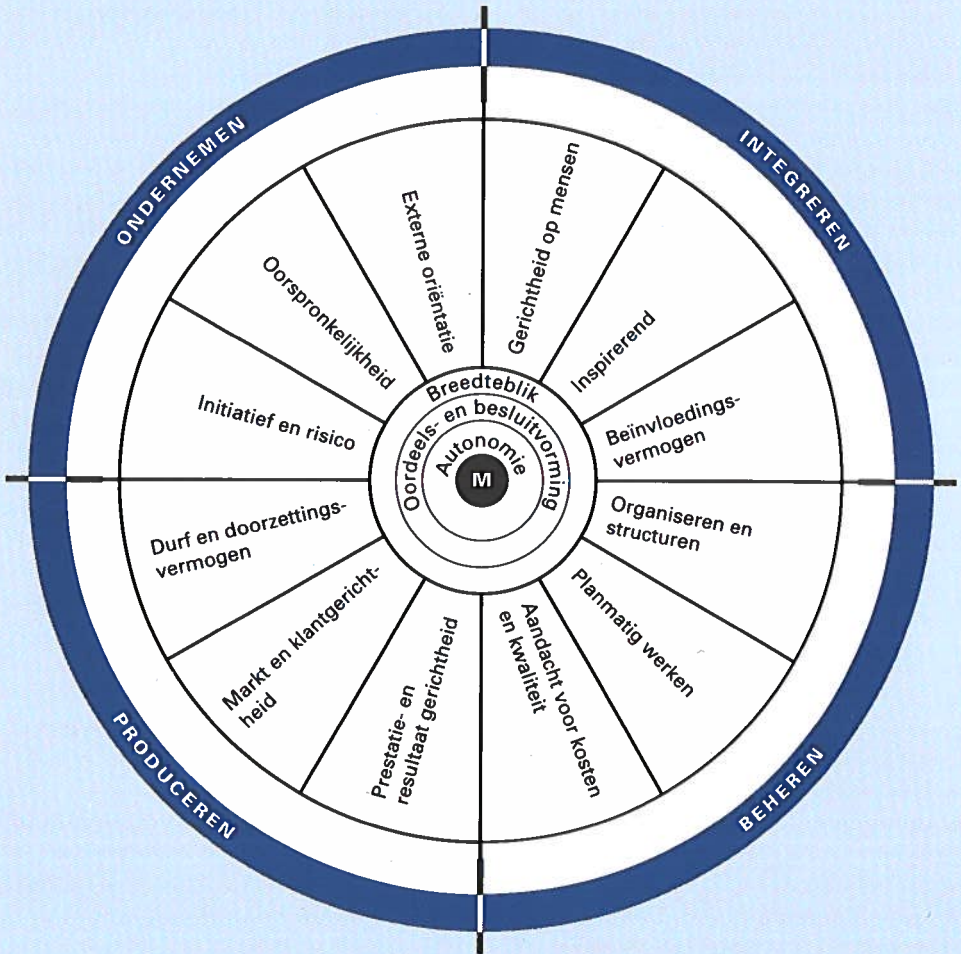 ONDERNEMEN
INTEGREREN
Externe oriëntatie
Gerichtheid op mensen
Oorspronkelijkheid
Inspirerend
Initiatief en risico
Beïnvloedings-
vermogen
Breedteblik
Oordeels- en besluitvorming
Autonomie
M
Durf en doorzettings-
vermogen
Organiseren en
structuren
Markt en klantgericht-
heid
Planmatig werken
Prestatie- en
resultaat gerichtheid
Aandacht voor kosten
en kwaliteit
PRODUCEREN
BEHEREN